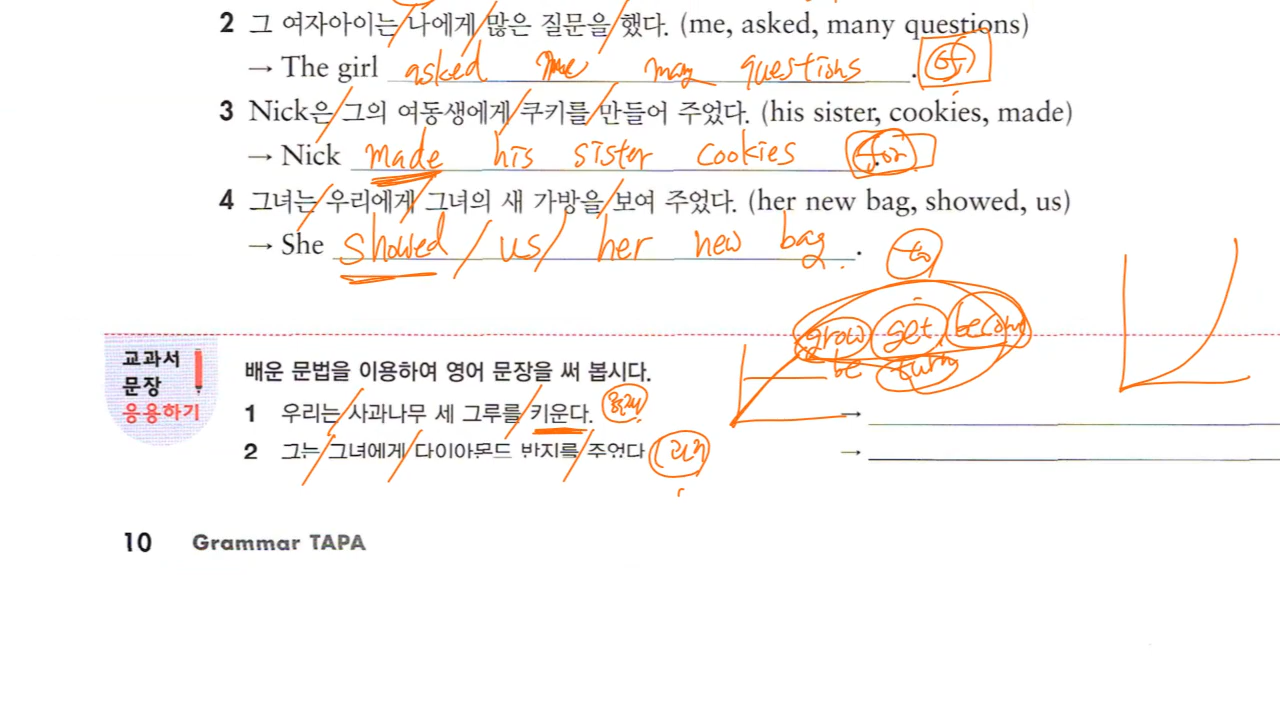 2 그 여자아이는 나에게 많은 질문을 했다. (me, asked, many questions)
→ The girl asked me many questions . of
3 Nick은 그의 여동생에게 쿠키를 만들어 주었다. (his sister, cookies, made)
→ Nick made his sister cookies . for
4 그녀는 우리에게 그녀의 새 가방을 보여 주었다. (her new bag, showed, us)
→ She showed / us / her new bag .
to
grow get become
be turn
교과서
문장
응용하기
배운 문법을 이용하여 영어 문장을 써 봅시다.
1 우리는 사과나무 세 그루를 키운다. →
2 그는 그녀에게 다이아몬드 반지를 주었다 →
10 Grammar TAPA